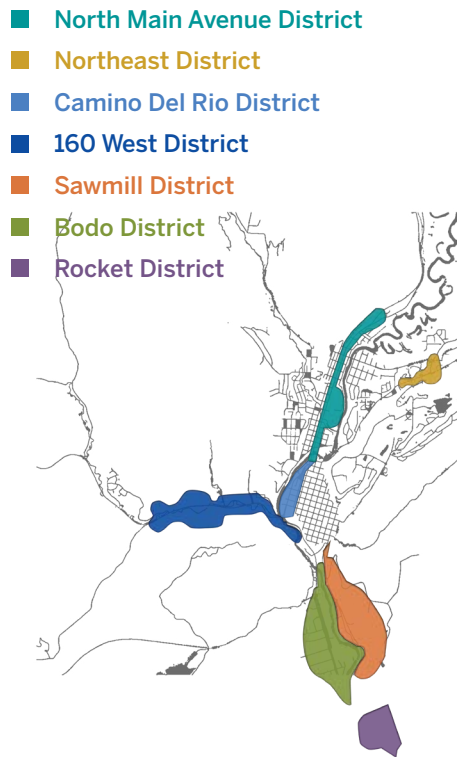 North Main Avenue District
Northeast District
Camino Del Rio District
160 West District
Sawmill District
Bodo District
Rocket District